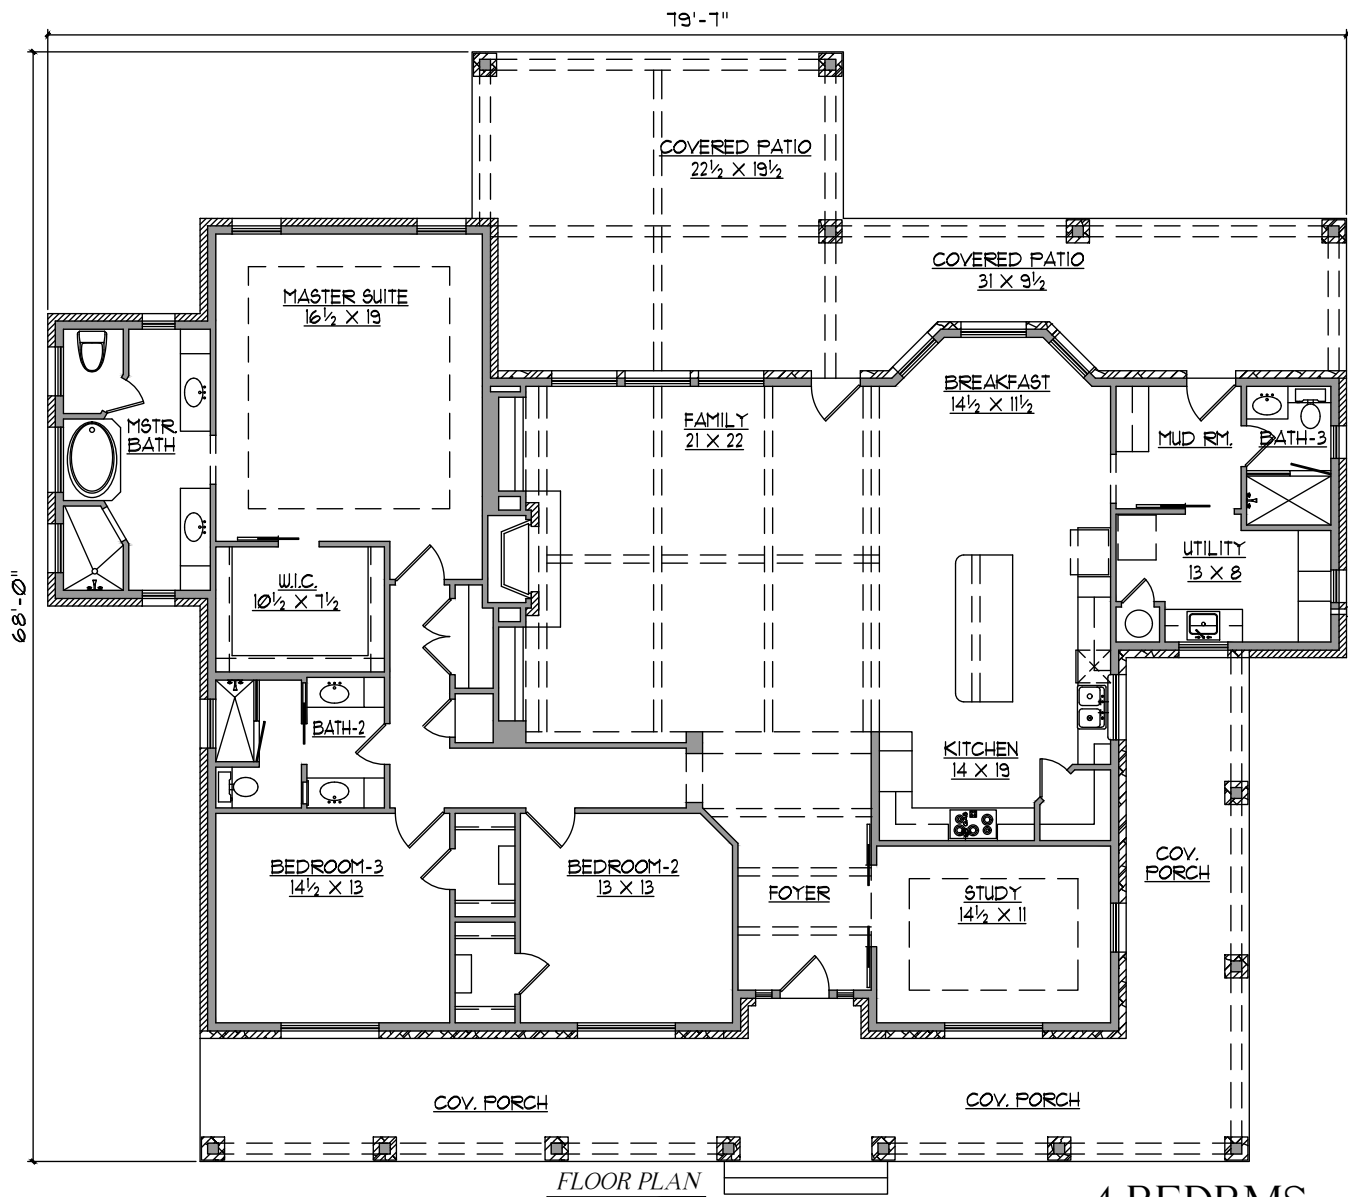 79'-7"
COVERED PATIO
22½ X 19½
COVERED PATIO
31 X 9½
MASTER SUITE
16½ X 19
BREAKFAST
14½ X 11½
FAMILY
21 X 22
MSTR.
BATH
MUD RM.
BATH-3
UTILITY
13 X 8
W.I.C.
10½ X 7½
68'-0"
BATH-2
KITCHEN
14 X 19
BEDROOM-3
14½ X 13
BEDROOM-2
13 X 13
FOYER
STUDY
14½ X 11
COV.
PORCH
COV. PORCH
COV. PORCH
FLOOR PLAN
4 BEDRMS